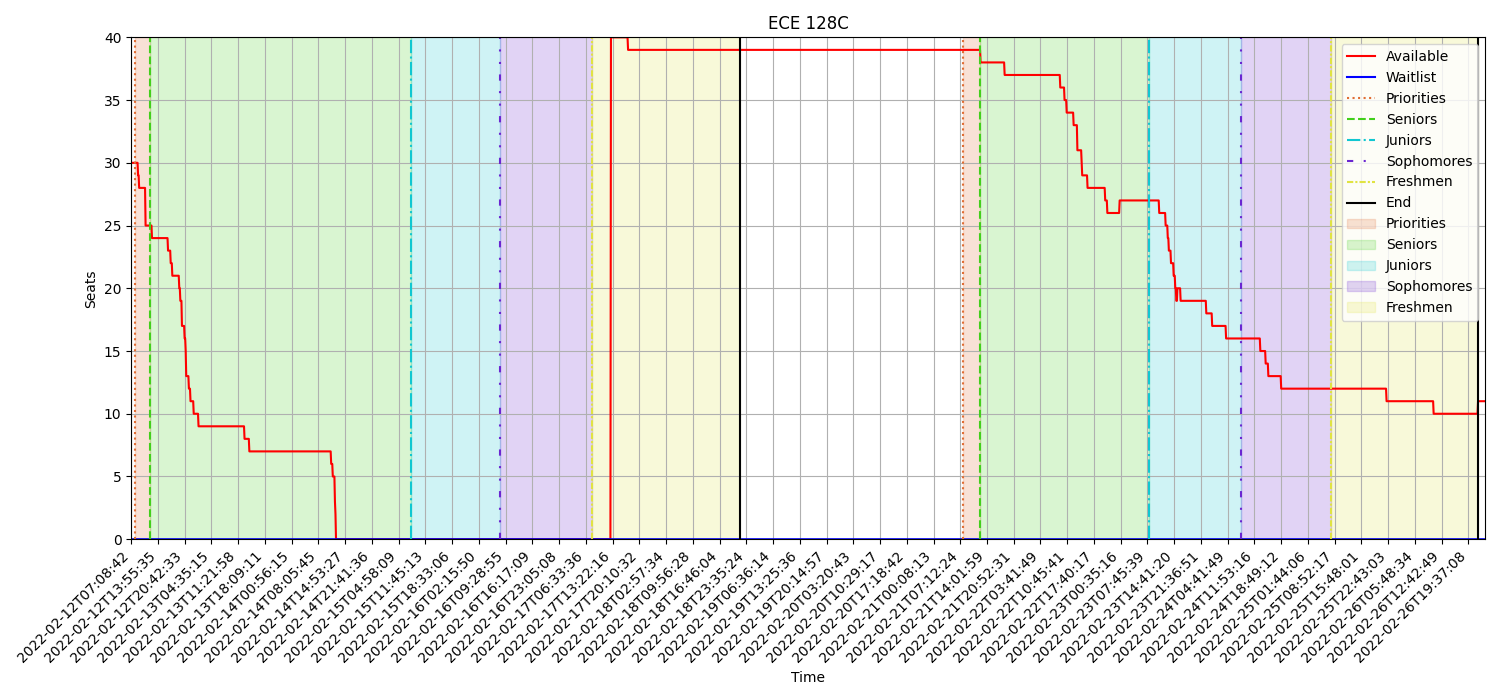 ECE 128C
Seats
40
35
30
25
20
15
10
5
0
Available
Waitlist
Priorities
Seniors
Juniors
Sophomores
Freshmen
End
Priorities
Seniors
Juniors
Sophomores
Freshmen
2022-02-12T07:08:42
2022-02-12T13:55:35
2022-02-12T20:42:33
2022-02-13T04:35:15
2022-02-13T11:21:58
2022-02-13T18:09:11
2022-02-14T00:56:15
2022-02-14T08:05:45
2022-02-14T14:53:27
2022-02-14T21:41:36
2022-02-15T04:58:09
2022-02-15T11:45:13
2022-02-15T18:33:06
2022-02-16T02:15:50
2022-02-16T09:28:55
2022-02-16T16:17:09
2022-02-16T23:05:08
2022-02-17T06:33:36
2022-02-17T13:22:16
2022-02-17T20:10:32
2022-02-18T02:57:34
2022-02-18T09:56:28
2022-02-18T16:46:04
2022-02-18T23:35:24
2022-02-19T06:36:14
2022-02-19T13:25:36
2022-02-19T20:14:57
2022-02-20T03:20:43
2022-02-20T10:29:17
2022-02-20T17:18:42
2022-02-21T00:08:13
2022-02-21T07:12:24
2022-02-21T14:01:59
2022-02-21T20:52:31
2022-02-22T03:41:49
2022-02-22T10:45:41
2022-02-22T17:40:17
2022-02-23T00:35:16
2022-02-23T07:45:39
2022-02-23T14:41:20
2022-02-23T21:36:51
2022-02-24T04:41:49
2022-02-24T11:53:16
2022-02-24T18:49:12
2022-02-25T01:44:06
2022-02-25T08:52:17
2022-02-25T15:48:01
2022-02-25T22:43:03
2022-02-26T05:48:34
2022-02-26T12:42:49
2022-02-26T19:37:08
Time